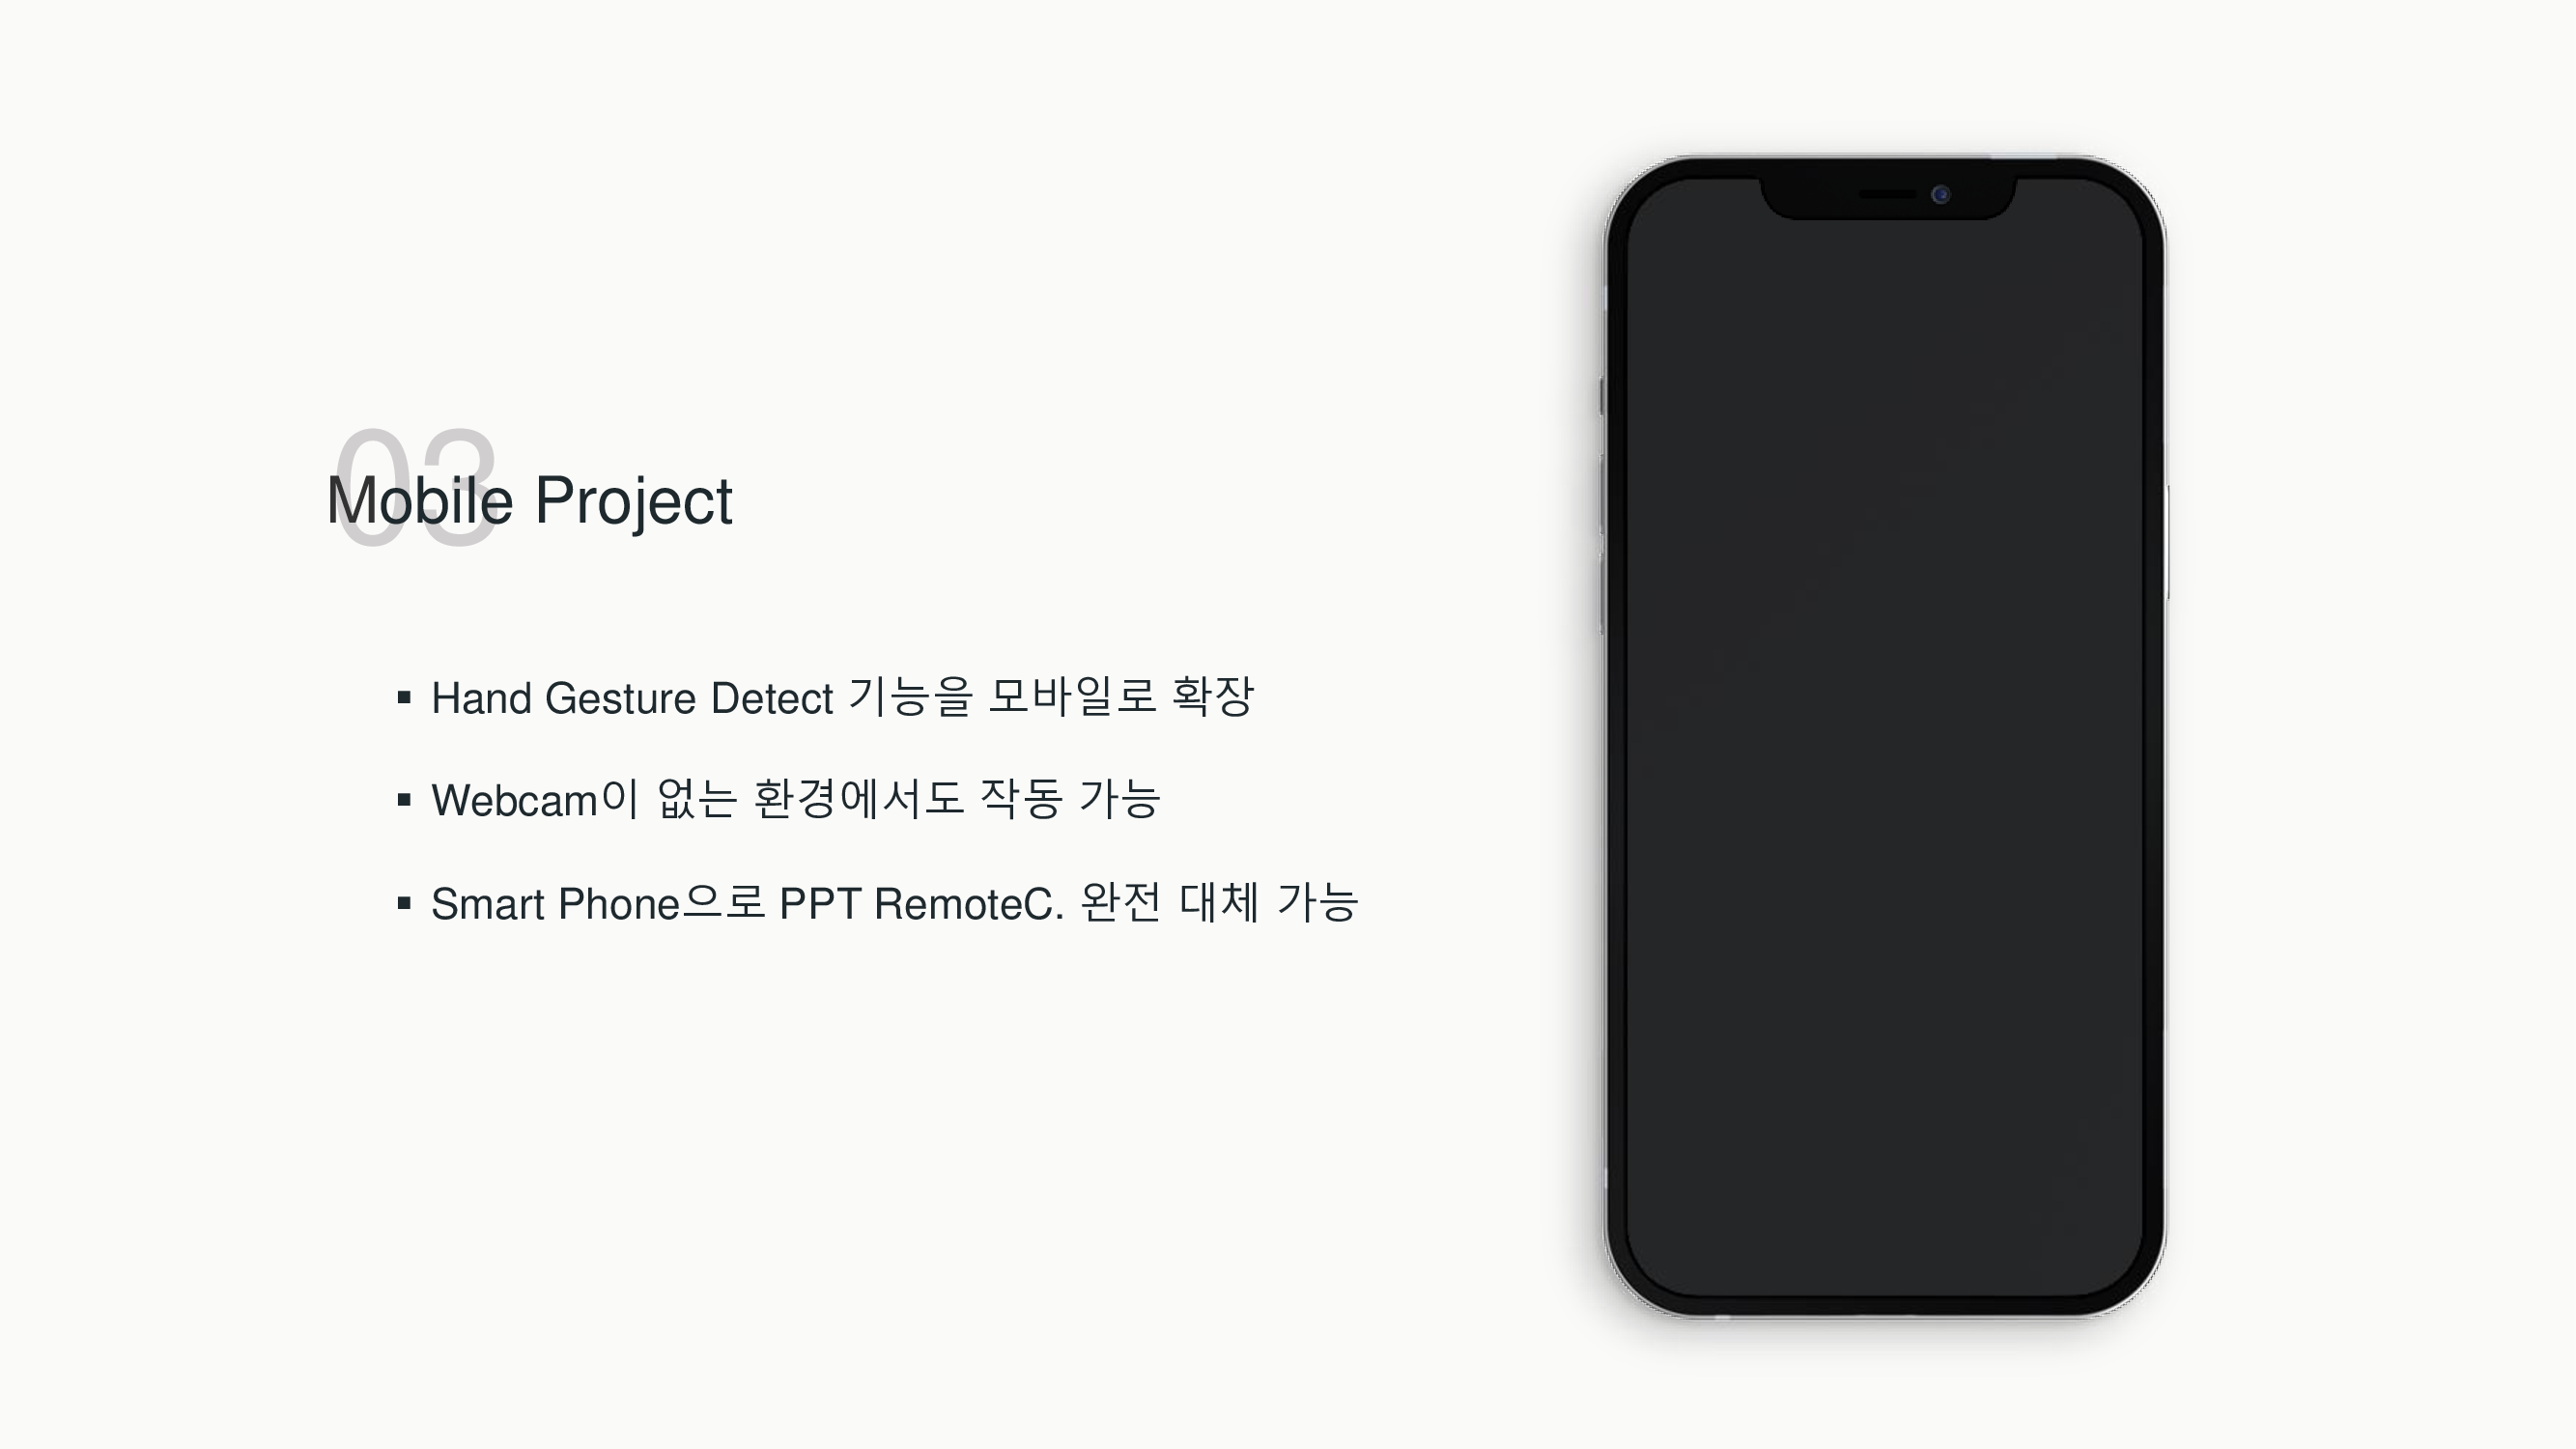 03
Mobile Project
▪ Hand Gesture Detect 기능을 모바일로 확장
▪ Webcam이 없는 환경에서도 작동 가능
▪ Smart Phone으로 PPT RemoteC. 완전 대체 가능